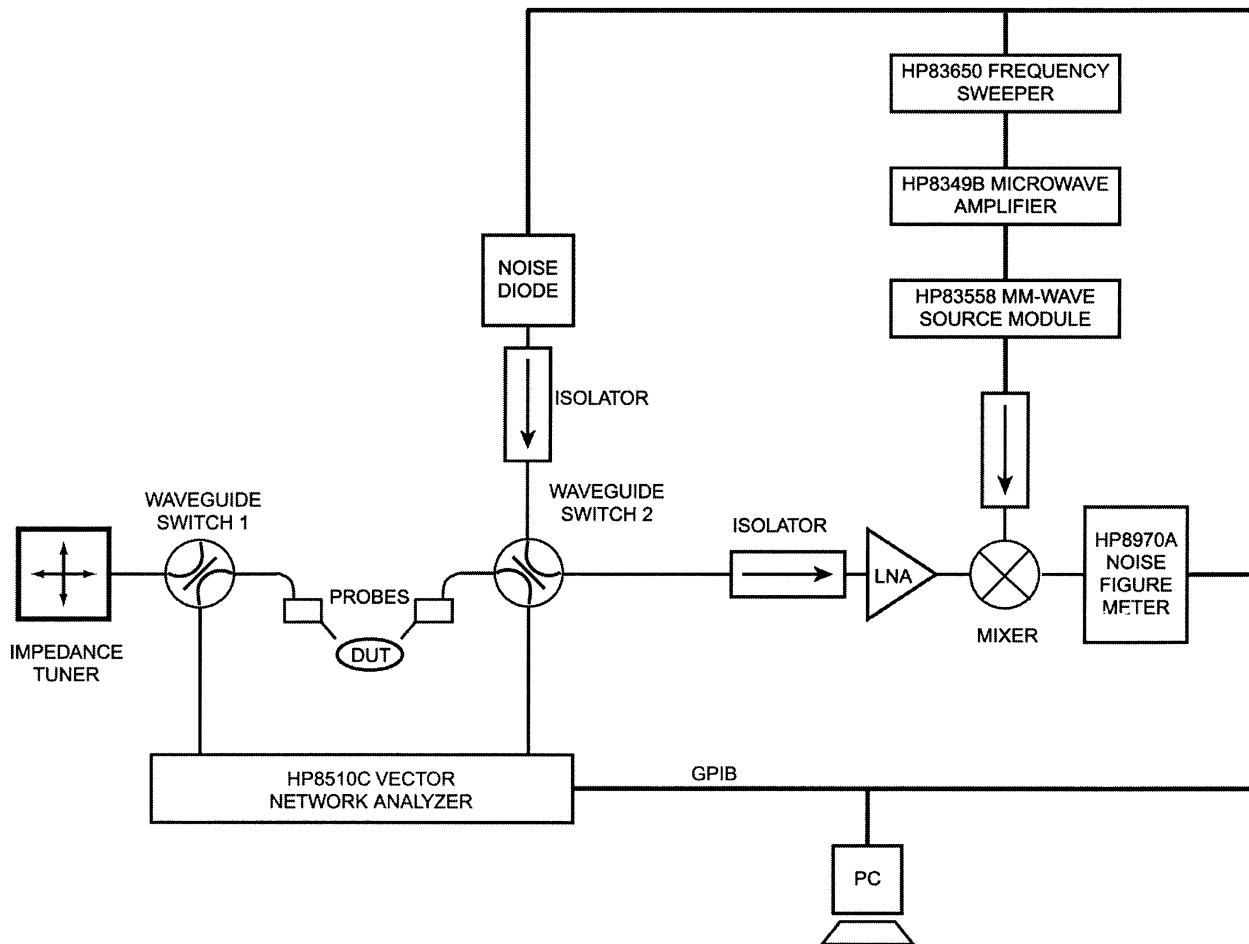 HP83650 FREQUENCY
SWEEPER
HP8349B MICROWAVE
AMPLIFIER
NOISE
DIODE
HP83558 MM-WAVE
SOURCE MODULE
ISOLATOR
WAVEGUIDE
SWITCH 1
WAVEGUIDE
SWITCH 2
ISOLATOR
HP8970A
NOISE
FIGURE
METER
LNA
PROBES
MIXER
DUT
IMPEDANCE
TUNER
HP8510C VECTOR
NETWORK ANALYZER
GPIB
PC